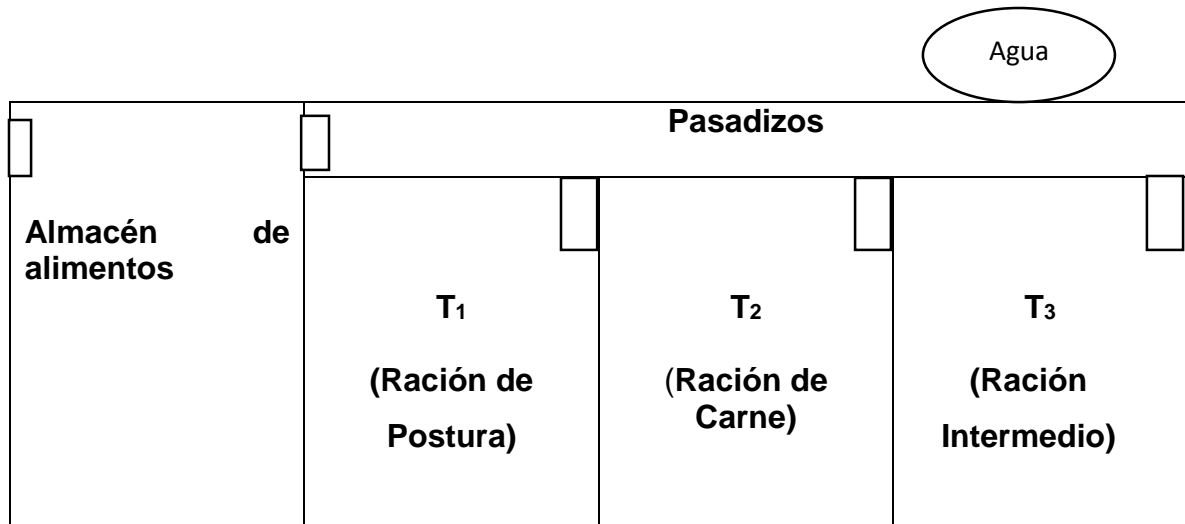 Agua
Pasadizos
Almacén de
alimentos
T₁
(Ración de
Postura)
T₂
(Ración de
Carne)
T₃
(Ración
Intermedio)